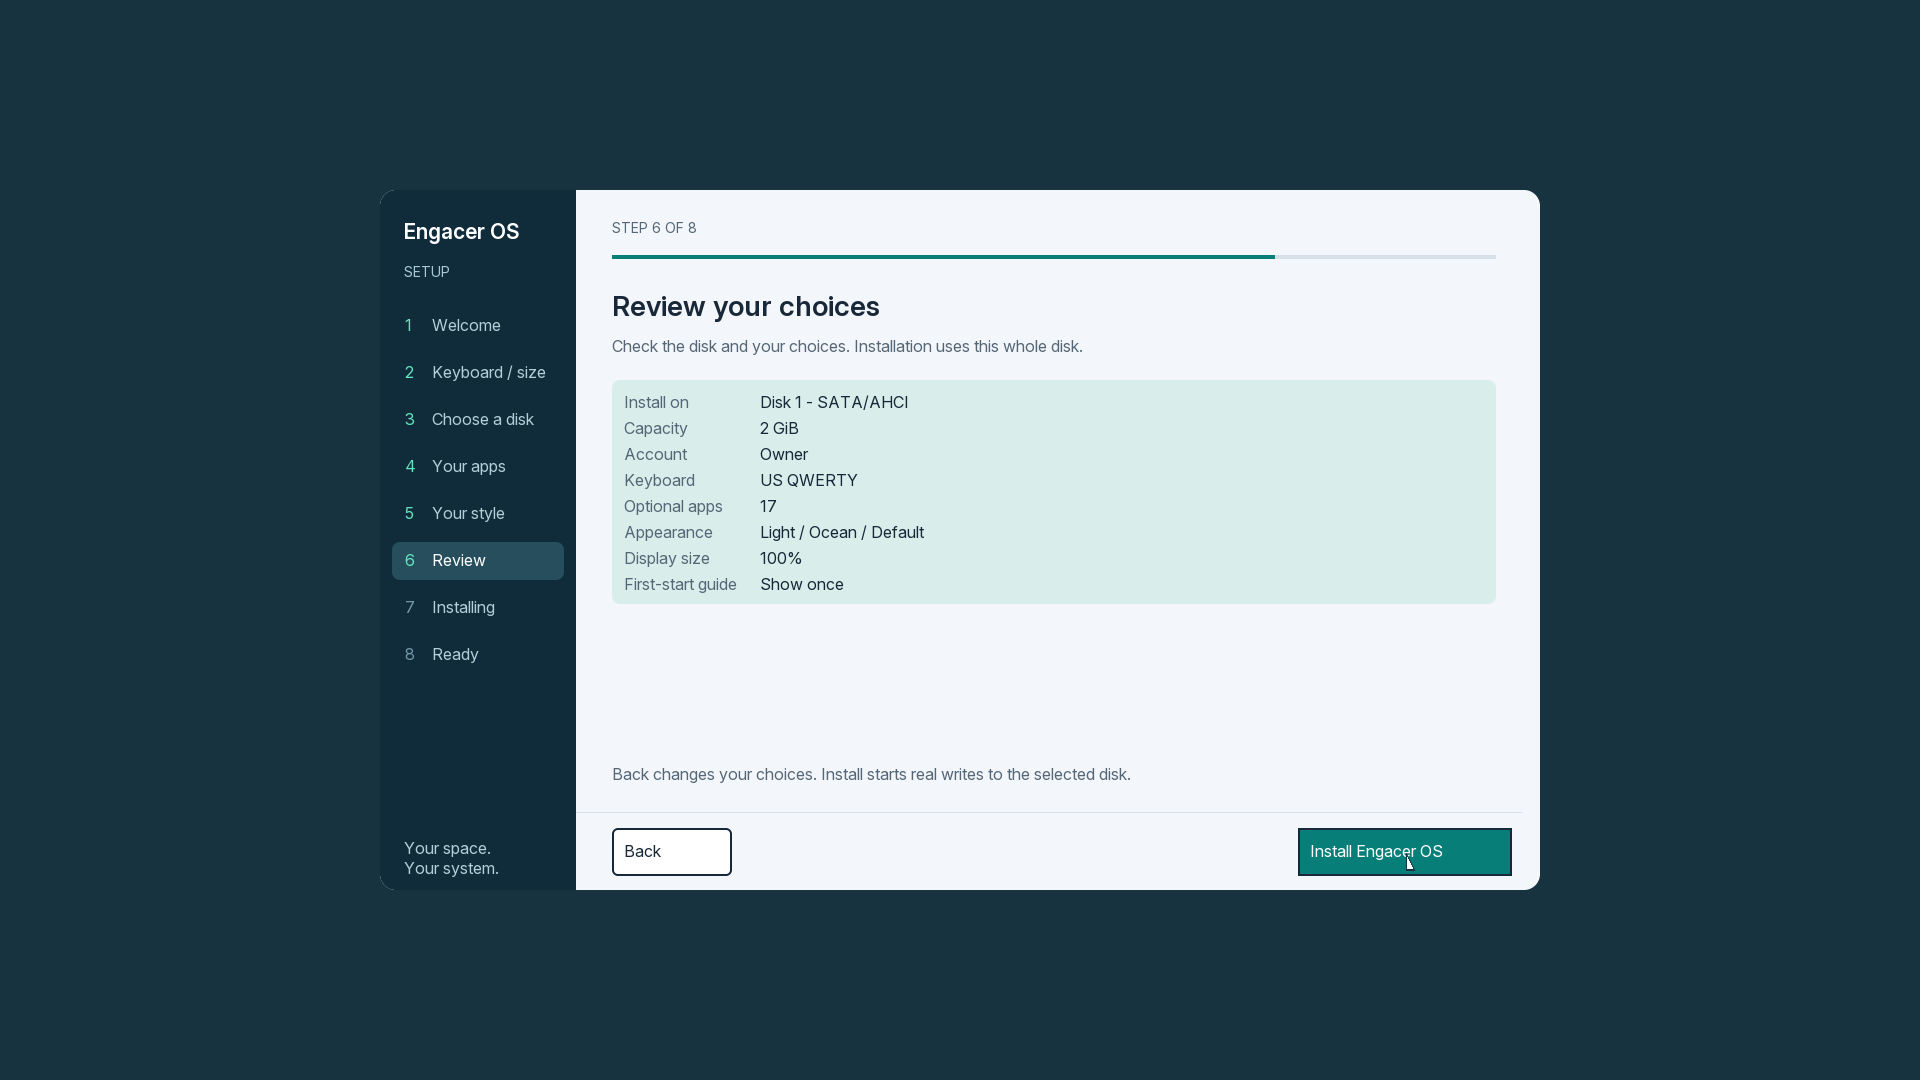 Engacer OS
SETUP
1 Welcome
2 Keyboard / size
3 Choose a disk
4 Your apps
5 Your style
6 Review
7 Installing
8 Ready
Your space.
Your system.
STEP 6 OF 8
Review your choices
Check the disk and your choices. Installation uses this whole disk.
Install on Disk 1 - SATA/AHCI
Capacity 2 GiB
Account Owner
Keyboard US QWERTY
Optional apps 17
Appearance Light / Ocean / Default
Display size 100%
First-start guide Show once
Back changes your choices. Install starts real writes to the selected disk.
Back
Install Engacer OS